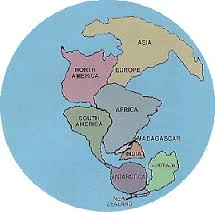 ASIA
NORTH
AMERICA
EUROPE
AFRICA
SOUTH
AMERICA
MADAGASCAR
INDIA
AUSTRALIA
ANTARCTICA
NEW
ZEALAND